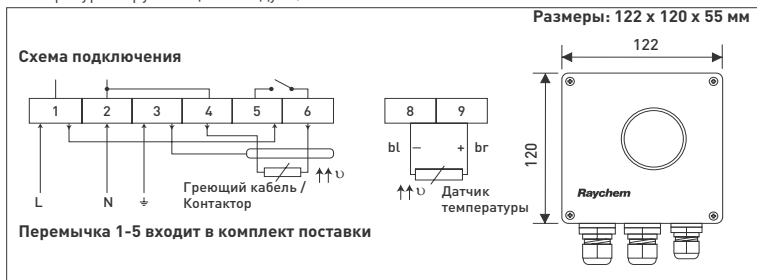 Размеры: 122 x 120 x 55 мм
Схема подключения
122
1 2 3 4 5 6
8 9
bl – + br
120
L N
Греющий кабель /
Контактор
υ
υ
Датчик
температуры
Raychem
Перемычка 1-5 входит в комплект поставки